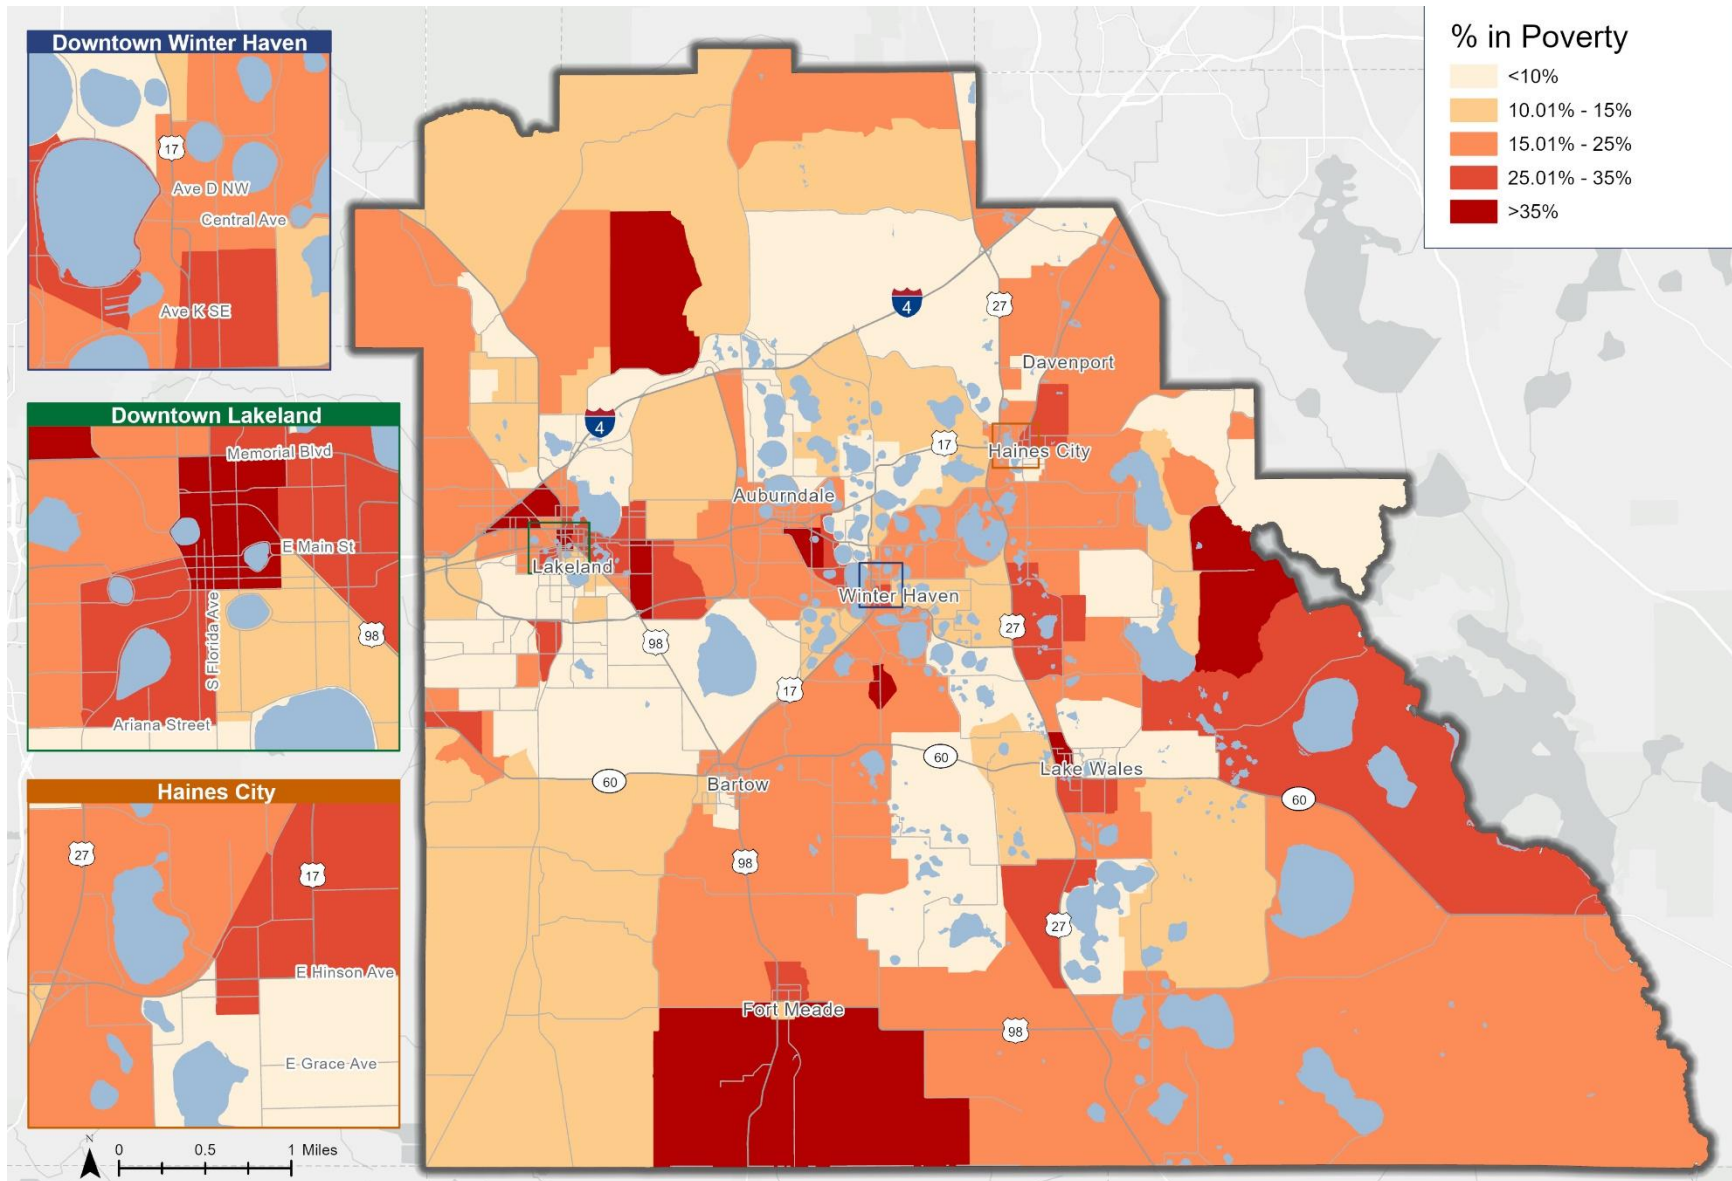 Downtown Winter Haven
17
Ave D NW
Central Ave
Ave K SE
Downtown Lakeland
Memorial Blvd
E Main St
S Florida Ave
98
Ariana Street
Haines City
27
17
E Hinson Ave
E Grace Ave
N
0 0.5 1 Miles
% in Poverty
<10%
10.01% - 15%
15.01% - 25%
25.01% - 35%
>35%
4
27
Davenport
4
17
Haines City
Auburndale
Lakeland
Winter Haven
27
98
17
60
Lake Wales
60
Bartow
60
98
27
Fort Meade
98